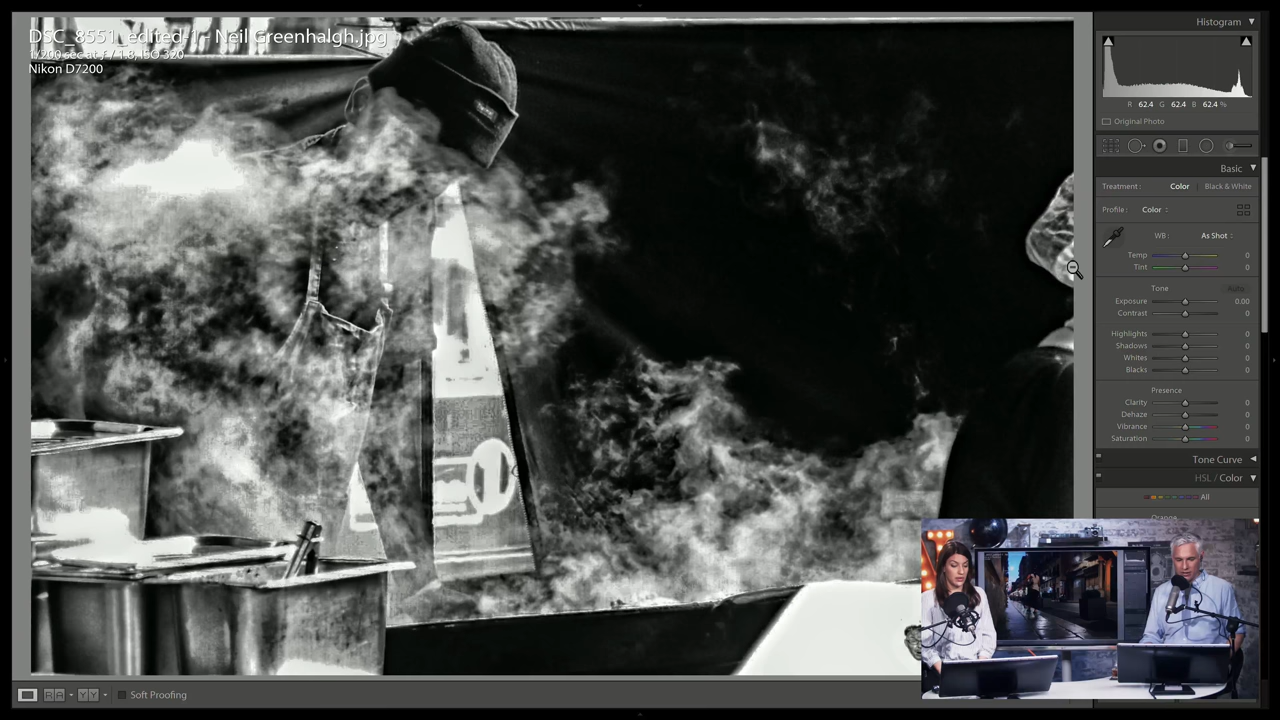 DSC_8551_edited-1 - Neil Greenhalgh.jpg
1/200 sec at ƒ / 1.8, ISO 320
Nikon D7200
Histogram
R 62.4 G 62.4 B 62.4 %
Original Photo
Basic
Treatment : Color Black & White
Profile : Color
WB : As Shot
Temp 0
Tint 0
Tone Auto
Exposure 0.00
Contrast 0
Highlights 0
Shadows 0
Whites 0
Blacks 0
Presence
Clarity 0
Dehaze 0
Vibrance 0
Saturation 0
Tone Curve
HSL / Color
All
Orange
Soft Proofing